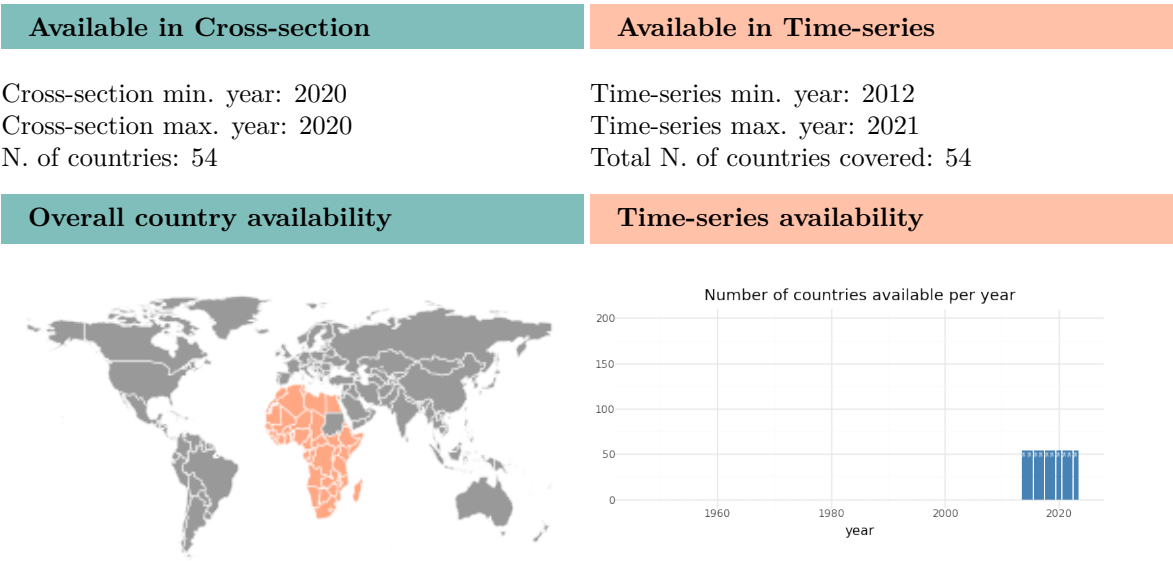 Available in Cross-section
Available in Time-series
Cross-section min. year: 2020
Cross-section max. year: 2020
N. of countries: 54
Time-series min. year: 2012
Time-series max. year: 2021
Total N. of countries covered: 54
Overall country availability
Time-series availability
Number of countries available per year
200
150
100
50
0
1960
1980
2000
2020
year